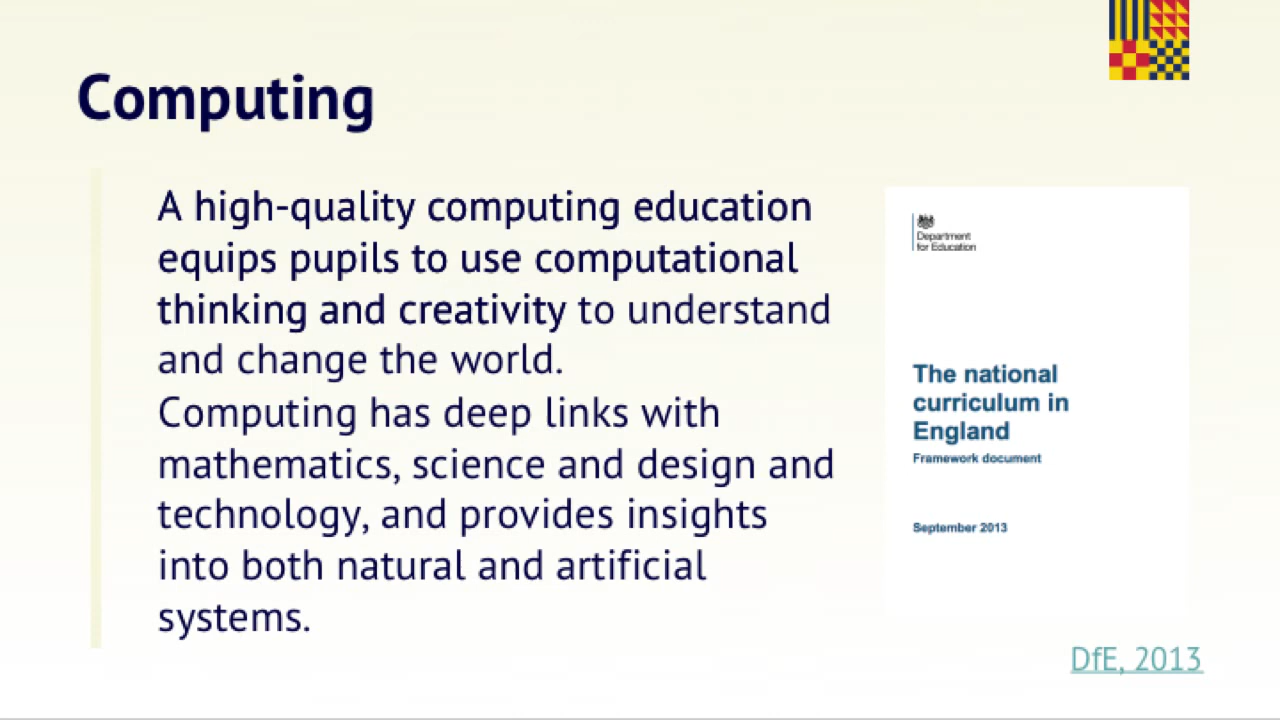 Computing
A high-quality computing education
equips pupils to use computational
thinking and creativity to understand
and change the world.
Computing has deep links with
mathematics, science and design and
technology, and provides insights
into both natural and artificial
systems.
Department
for Education
The national
curriculum in
England
Framework document
September 2013
DfE, 2013